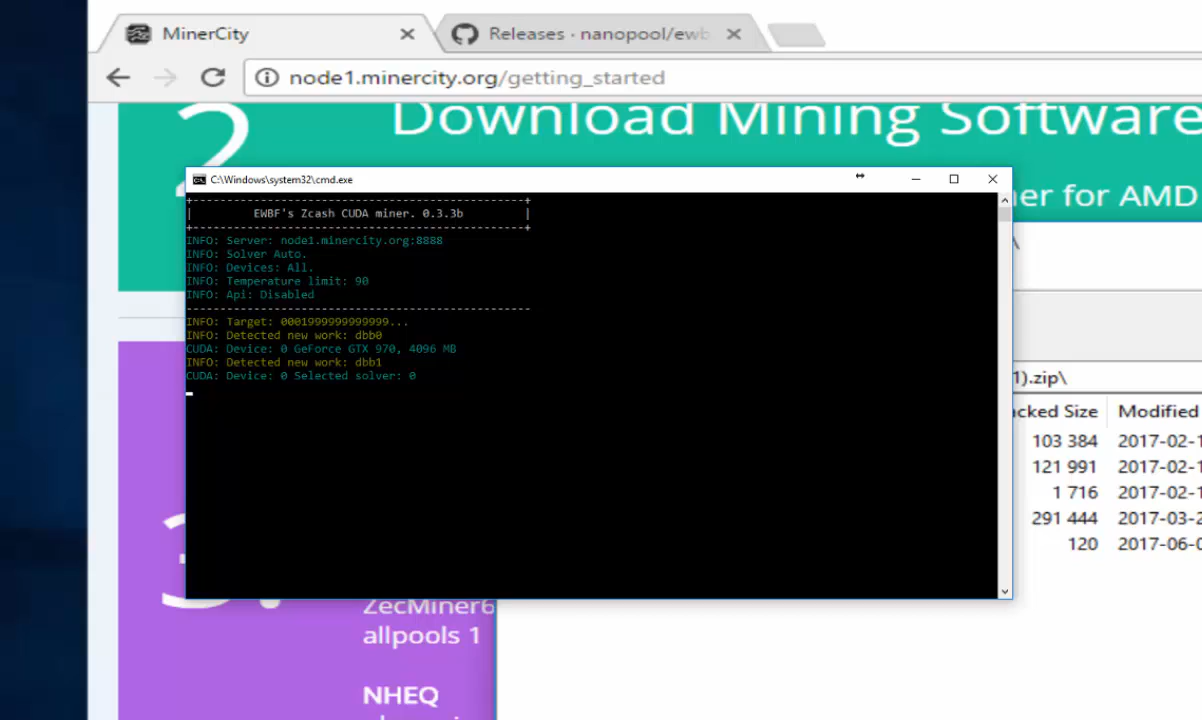 MinerCity
Releases · nanopool/ewb
node1.minercity.org/getting_started
2
Download Mining Software
er for AMD
C:\Windows\system32\cmd.exe
+-------------------------------------------------+
| EWBF's Zcash CUDA miner. 0.3.3b |
+-------------------------------------------------+
INFO: Server: node1.minercity.org:8888
INFO: Solver Auto.
INFO: Devices: All.
INFO: Temperature limit: 90
INFO: Api: Disabled
---------------------------------------------------
INFO: Target: 0001999999999999...
INFO: Detected new work: dbb0
CUDA: Device: 0 GeForce GTX 970, 4096 MB
INFO: Detected new work: dbb1
CUDA: Device: 0 Selected solver: 0
\
1).zip\
cked Size Modified
103 384 2017-02-1
121 991 2017-02-1
1 716 2017-02-1
291 444 2017-03-2
120 2017-06-0
3.
ZecMiner6
allpools 1
NHEQ